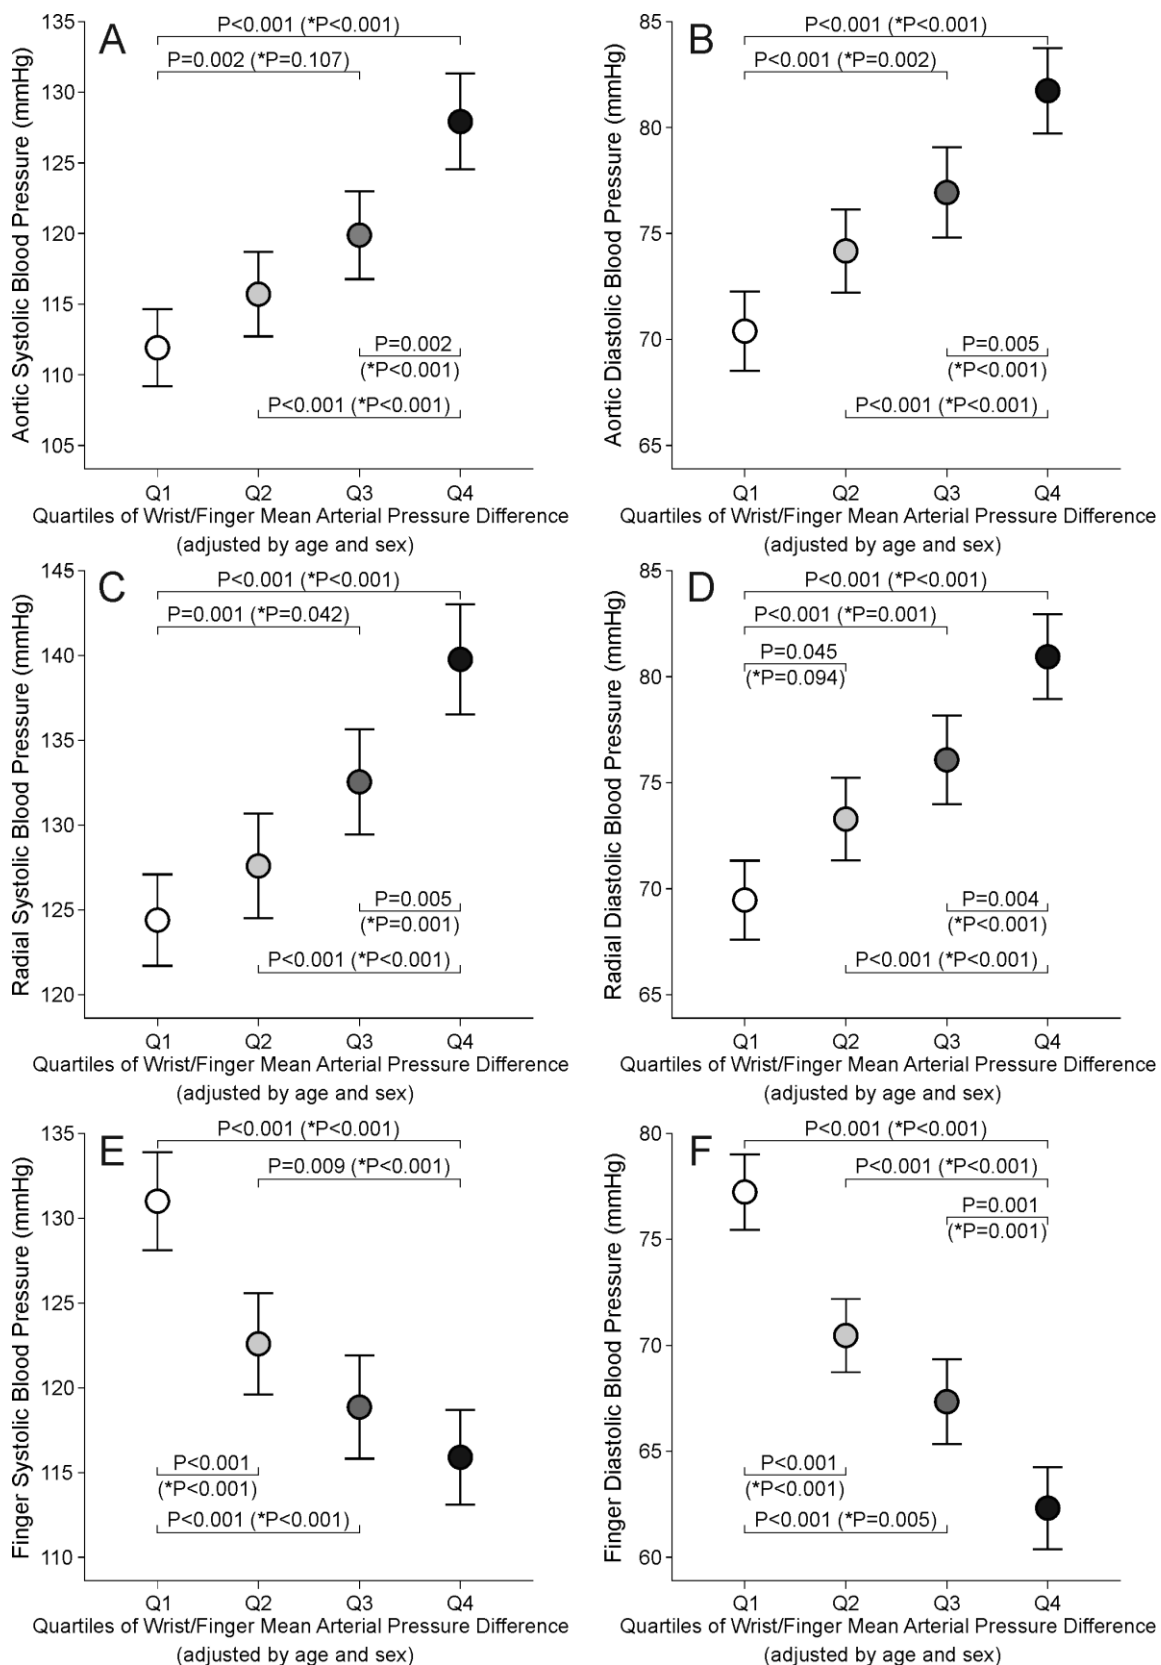 A
Aortic Systolic Blood Pressure (mmHg)
135
130
125
120
115
110
105
P<0.001 (*P<0.001)
P=0.002 (*P=0.107)
P=0.002
(*P<0.001)
P<0.001 (*P<0.001)
Q1 Q2 Q3 Q4
Quartiles of Wrist/Finger Mean Arterial Pressure Difference
(adjusted by age and sex)
B
Aortic Diastolic Blood Pressure (mmHg)
85
80
75
70
65
P<0.001 (*P<0.001)
P<0.001 (*P=0.002)
P=0.005
(*P<0.001)
P<0.001 (*P<0.001)
Q1 Q2 Q3 Q4
Quartiles of Wrist/Finger Mean Arterial Pressure Difference
(adjusted by age and sex)
C
Radial Systolic Blood Pressure (mmHg)
145
140
135
130
125
120
P<0.001 (*P<0.001)
P=0.001 (*P=0.042)
P=0.005
(*P=0.001)
P<0.001 (*P<0.001)
Q1 Q2 Q3 Q4
Quartiles of Wrist/Finger Mean Arterial Pressure Difference
(adjusted by age and sex)
D
Radial Diastolic Blood Pressure (mmHg)
85
80
75
70
65
P<0.001 (*P<0.001)
P<0.001 (*P=0.001)
P=0.045
(*P=0.094)
P=0.004
(*P<0.001)
P<0.001 (*P<0.001)
Q1 Q2 Q3 Q4
Quartiles of Wrist/Finger Mean Arterial Pressure Difference
(adjusted by age and sex)
E
Finger Systolic Blood Pressure (mmHg)
135
130
125
120
115
110
P<0.001 (*P<0.001)
P=0.009 (*P<0.001)
P<0.001
(*P<0.001)
P<0.001 (*P<0.001)
Q1 Q2 Q3 Q4
Quartiles of Wrist/Finger Mean Arterial Pressure Difference
(adjusted by age and sex)
F
Finger Diastolic Blood Pressure (mmHg)
80
75
70
65
60
P<0.001 (*P<0.001)
P<0.001 (*P<0.001)
P=0.001
(*P=0.001)
P<0.001
(*P<0.001)
P<0.001 (*P=0.005)
Q1 Q2 Q3 Q4
Quartiles of Wrist/Finger Mean Arterial Pressure Difference
(adjusted by age and sex)